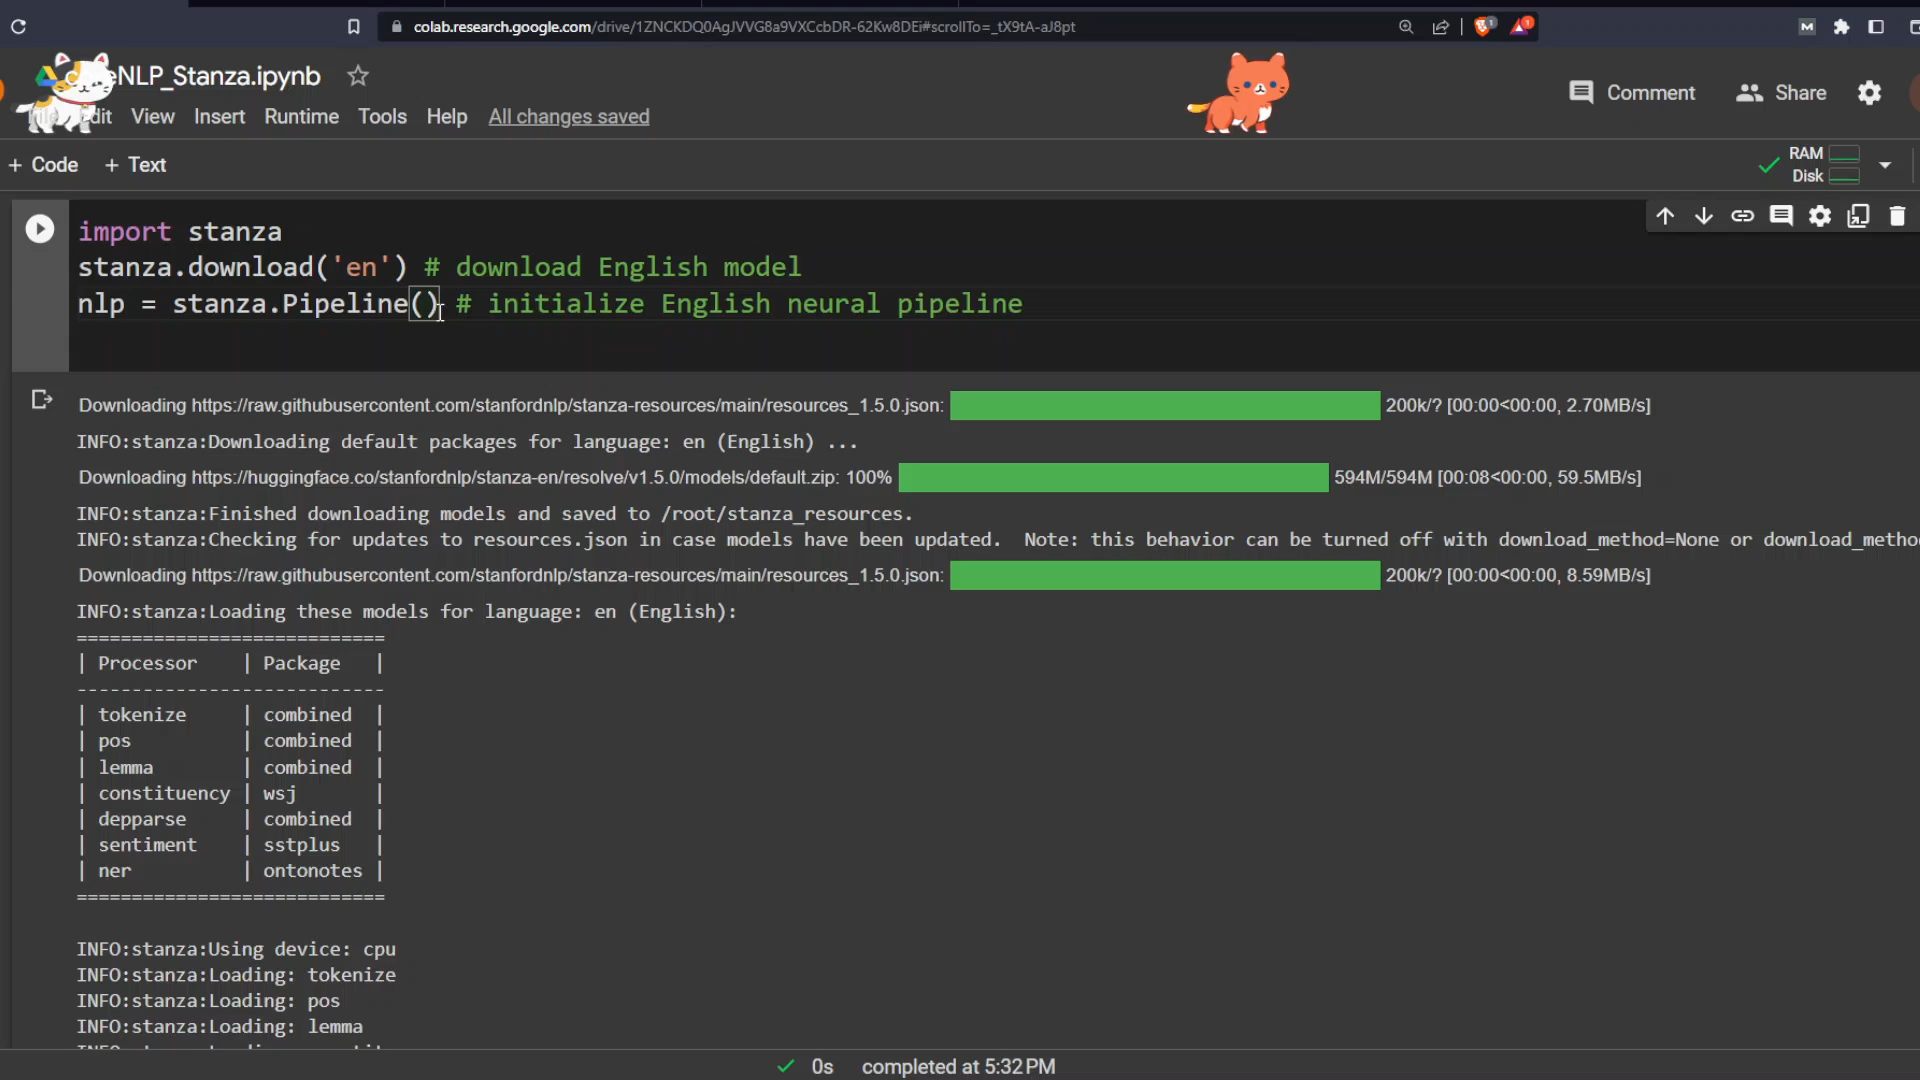 colab.research.google.com/drive/1ZNCKDQ0AgJVVG8a9VXCcbDR-62Kw8DEi#scrollTo=_tX9tA-aJ8pt
1
1
M
eNLP_Stanza.ipynb
Comment
Share
Edit View Insert Runtime Tools Help All changes saved
+ Code + Text
RAM
Disk
import stanza
stanza.download('en') # download English model
nlp = stanza.Pipeline() # initialize English neural pipeline
Downloading https://raw.githubusercontent.com/stanfordnlp/stanza-resources/main/resources_1.5.0.json: 200k/? [00:00<00:00, 2.70MB/s]
INFO:stanza:Downloading default packages for language: en (English) ...
Downloading https://huggingface.co/stanfordnlp/stanza-en/resolve/v1.5.0/models/default.zip: 100% 594M/594M [00:08<00:00, 59.5MB/s]
INFO:stanza:Finished downloading models and saved to /root/stanza_resources.
INFO:stanza:Checking for updates to resources.json in case models have been updated.  Note: this behavior can be turned off with download_method=None or download_metho
Downloading https://raw.githubusercontent.com/stanfordnlp/stanza-resources/main/resources_1.5.0.json: 200k/? [00:00<00:00, 8.59MB/s]
INFO:stanza:Loading these models for language: en (English):
============================
| Processor    | Package   |
----------------------------
| tokenize     | combined  |
| pos          | combined  |
| lemma        | combined  |
| constituency | wsj       |
| depparse     | combined  |
| sentiment    | sstplus   |
| ner          | ontonotes |
============================
INFO:stanza:Using device: cpu
INFO:stanza:Loading: tokenize
INFO:stanza:Loading: pos
INFO:stanza:Loading: lemma
0s completed at 5:32 PM